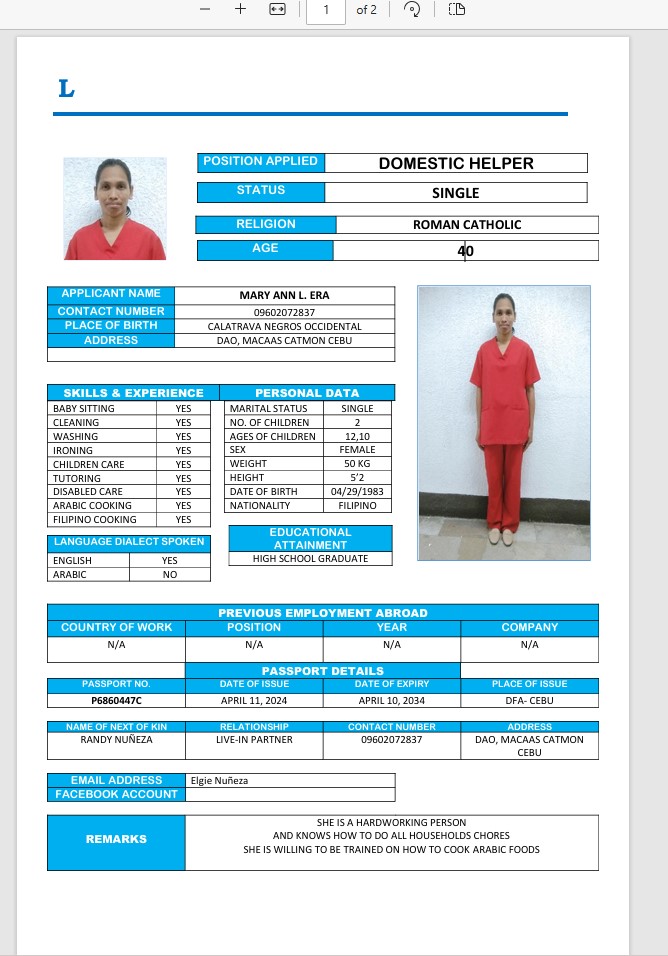 1 of 2
L
POSITION APPLIED DOMESTIC HELPER
STATUS SINGLE
RELIGION ROMAN CATHOLIC
AGE 40
APPLICANT NAME MARY ANN L. ERA
CONTACT NUMBER 09602072837
PLACE OF BIRTH CALATRAVA NEGROS OCCIDENTAL
ADDRESS DAO, MACAAS CATMON CEBU
SKILLS & EXPERIENCE
BABY SITTING YES
CLEANING YES
WASHING YES
IRONING YES
CHILDREN CARE YES
TUTORING YES
DISABLED CARE YES
ARABIC COOKING YES
FILIPINO COOKING YES
LANGUAGE DIALECT SPOKEN
ENGLISH YES
ARABIC NO
PERSONAL DATA
MARITAL STATUS SINGLE
NO. OF CHILDREN 2
AGES OF CHILDREN 12,10
SEX FEMALE
WEIGHT 50 KG
HEIGHT 5’2
DATE OF BIRTH 04/29/1983
NATIONALITY FILIPINO
EDUCATIONAL
ATTAINMENT
HIGH SCHOOL GRADUATE
PREVIOUS EMPLOYMENT ABROAD
COUNTRY OF WORK POSITION YEAR COMPANY
N/A N/A N/A N/A
PASSPORT DETAILS
PASSPORT NO. DATE OF ISSUE DATE OF EXPIRY PLACE OF ISSUE
P6860447C APRIL 11, 2024 APRIL 10, 2034 DFA- CEBU
NAME OF NEXT OF KIN RELATIONSHIP CONTACT NUMBER ADDRESS
RANDY NUÑEZA LIVE-IN PARTNER 09602072837 DAO, MACAAS CATMON
CEBU
EMAIL ADDRESS Elgie Nuñeza
FACEBOOK ACCOUNT
REMARKS
SHE IS A HARDWORKING PERSON
AND KNOWS HOW TO DO ALL HOUSEHOLDS CHORES
SHE IS WILLING TO BE TRAINED ON HOW TO COOK ARABIC FOODS